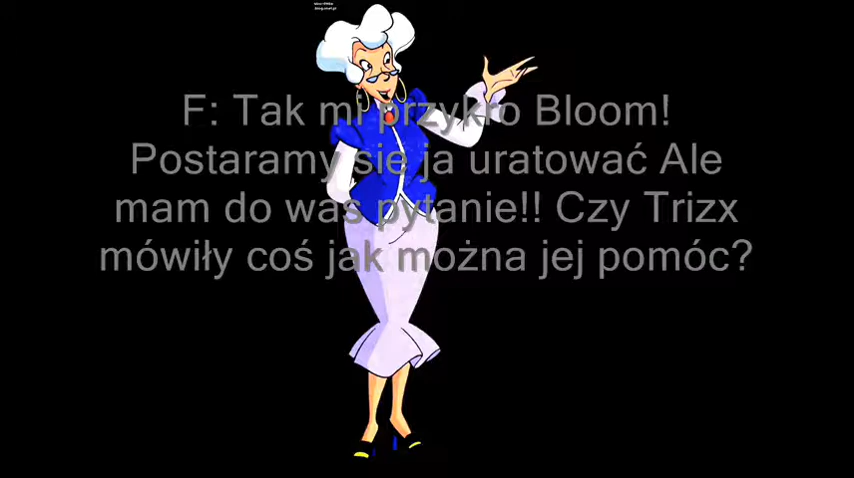 F: Tak mi przykro Bloom!
Postaramy sie ja uratować Ale
mam do was pytanie!! Czy Trizx
mówiły coś jak można jej pomóc?